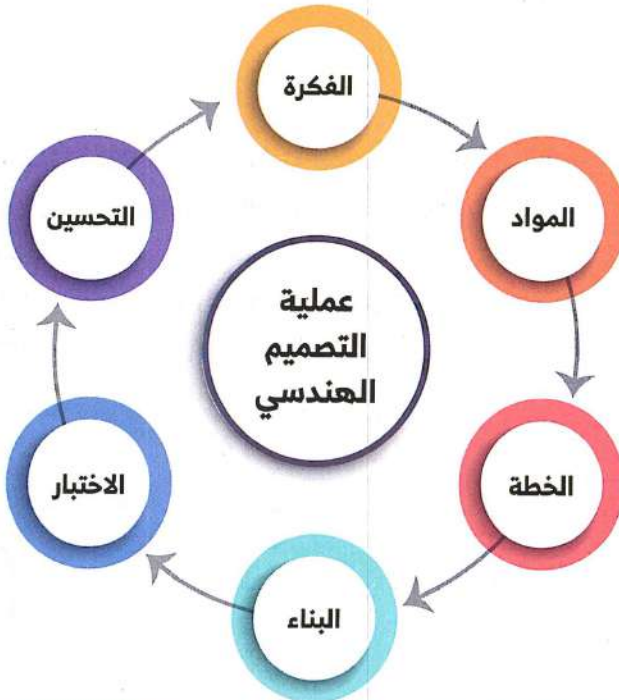 الفكرة
المواد
الخطة
البناء
الاختبار
التحسين
عملية
التصميم
الهندسي